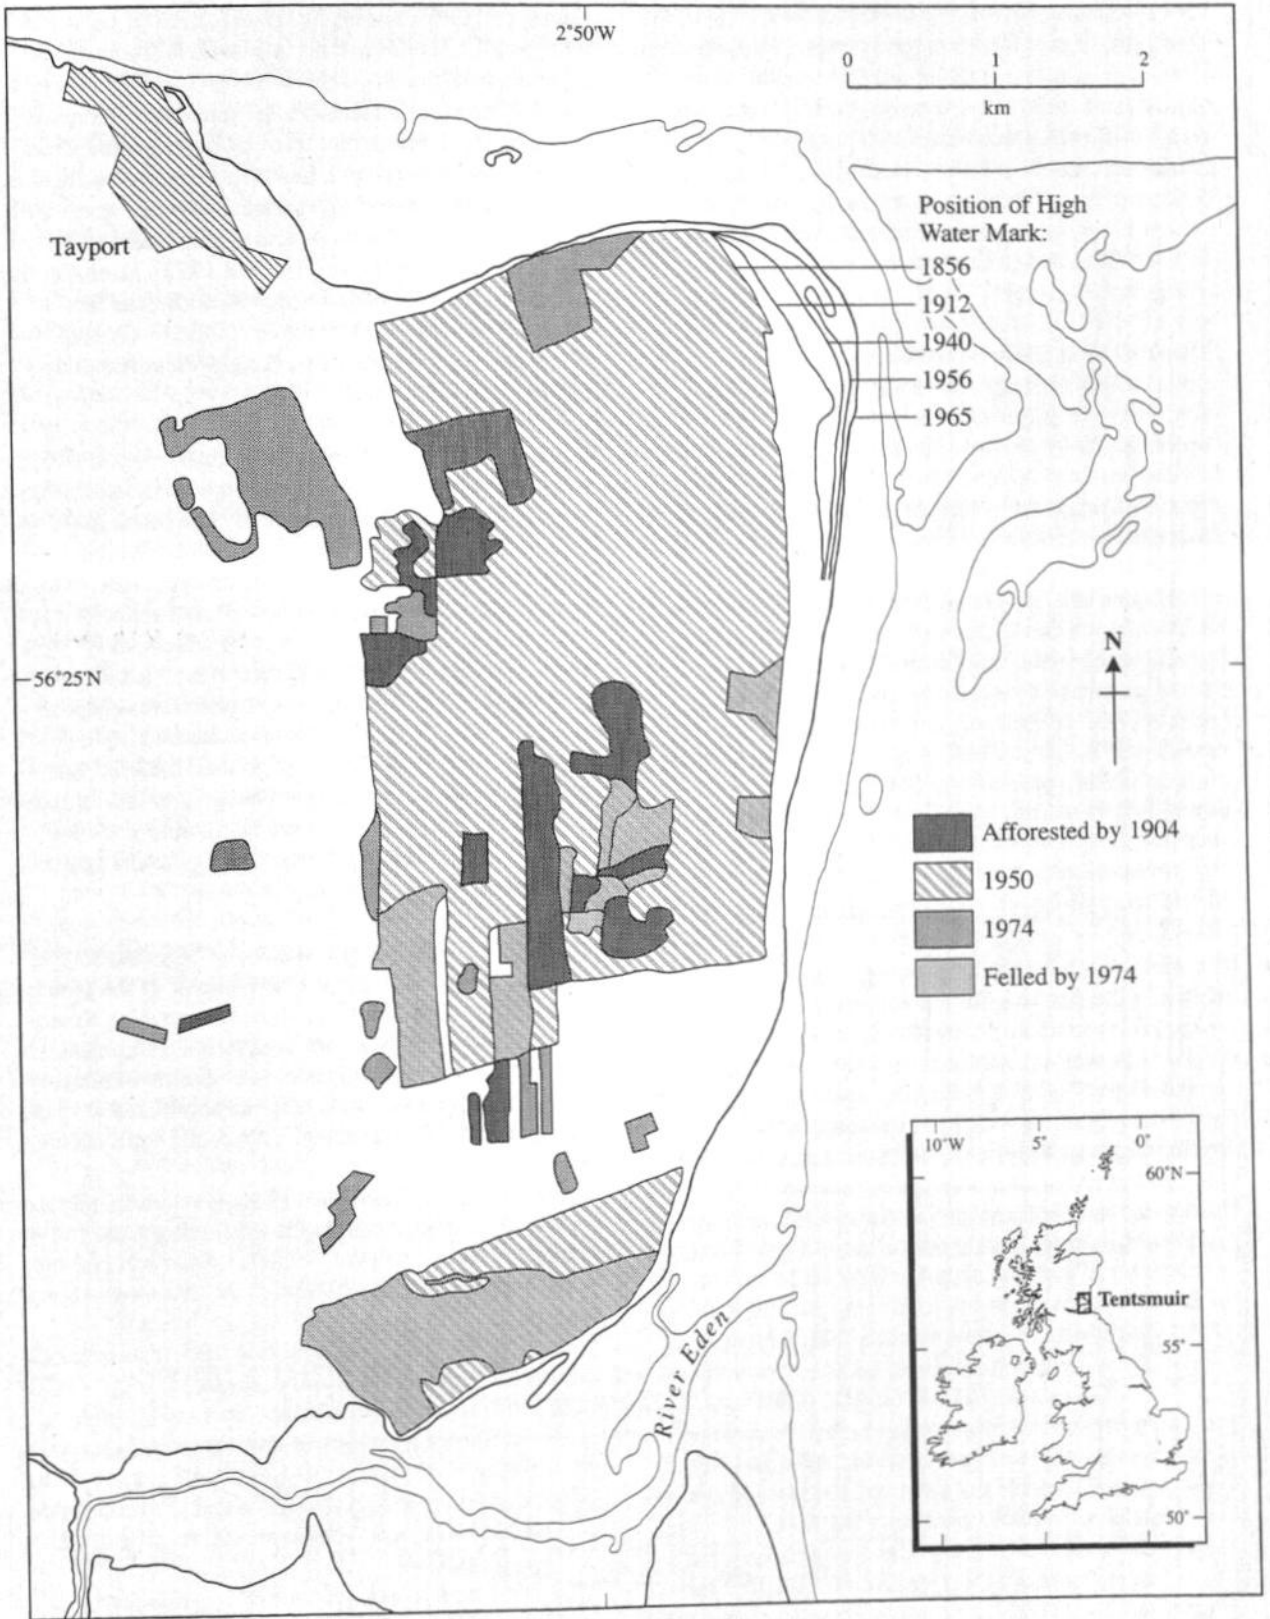 2°50'W
0 1 2
km
Tayport
Position of High
Water Mark:
1856
1912
1940
1956
1965
56°25'N
N
Afforested by 1904
1950
1974
Felled by 1974
River Eden
10°W 5° 0°
60°N
Tentsmuir
55°
50°